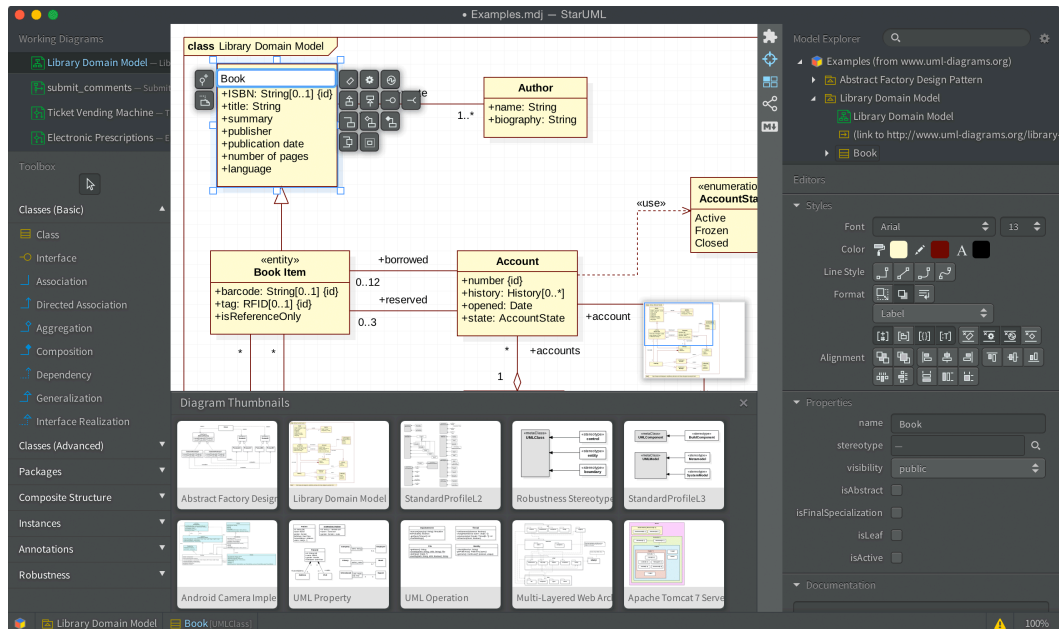 • Examples.mdj — StarUML
Working Diagrams
Library Domain Model — Lib
submit_comments — Submit
Ticket Vending Machine — T
Electronic Prescriptions — E
Toolbox
Classes (Basic)
Class
Interface
Association
Directed Association
Aggregation
Composition
Dependency
Generalization
Interface Realization
Classes (Advanced)
Packages
Composite Structure
Instances
Annotations
Robustness
class Library Domain Model
Book
+ISBN: String[0..1] {id}
+title: String
+summary
+publisher
+publication date
+number of pages
+language
1..*
Author
+name: String
+biography: String
«enumeratio
AccountSta
Active
Frozen
Closed
«use»
«entity»
Book Item
+barcode: String[0..1] {id}
+tag: RFID[0..1] {id}
+isReferenceOnly
+borrowed
0..12
+reserved
0..3
Account
+number {id}
+history: History[0..*]
+opened: Date
+state: AccountState
+account
* *
* +accounts
1
Diagram Thumbnails
Abstract Factory Design
Library Domain Model
StandardProfileL2
Robustness Stereotype
StandardProfileL3
Android Camera Imple
UML Property
UML Operation
Multi-Layered Web Arc
Apache Tomcat 7 Serve
Model Explorer
Examples (from www.uml-diagrams.org)
Abstract Factory Design Pattern
Library Domain Model
Library Domain Model
(link to http://www.uml-diagrams.org/library-
Book
Editors
Styles
Font Arial 13
Color A
Line Style
Format
Label
Alignment
Properties
name Book
stereotype —
visibility public
isAbstract
isFinalSpecialization
isLeaf
isActive
Documentation
Library Domain Model Book [UMLClass]
100%